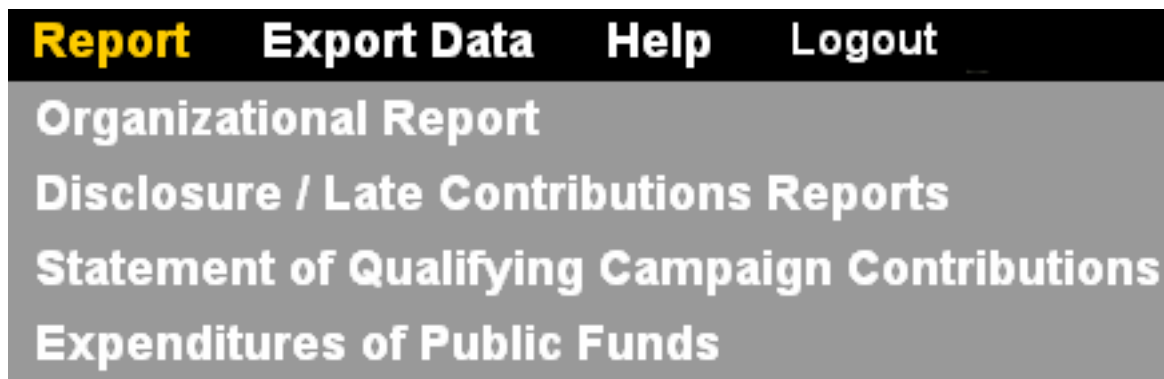 Report Export Data Help Logout
Organizational Report
Disclosure / Late Contributions Reports
Statement of Qualifying Campaign Contributions
Expenditures of Public Funds